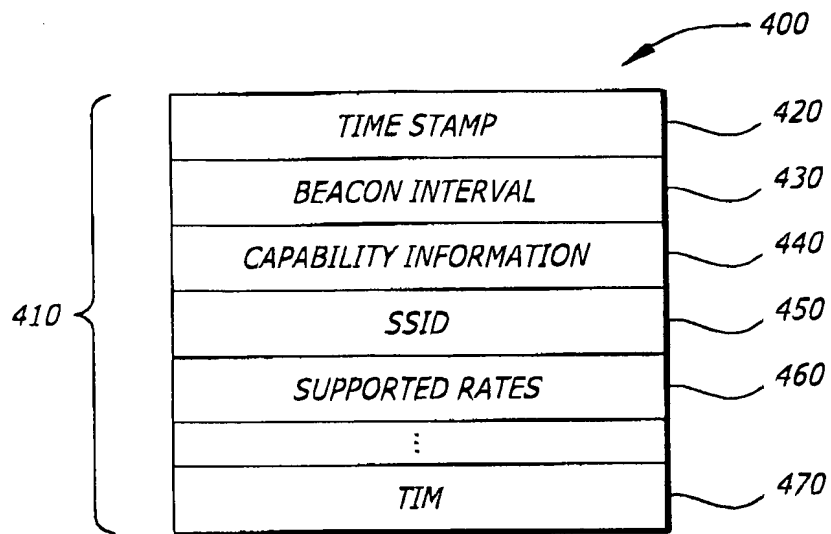 400
TIME STAMP 420
BEACON INTERVAL 430
CAPABILITY INFORMATION 440
410 SSID 450
SUPPORTED RATES 460
⋮
TIM 470